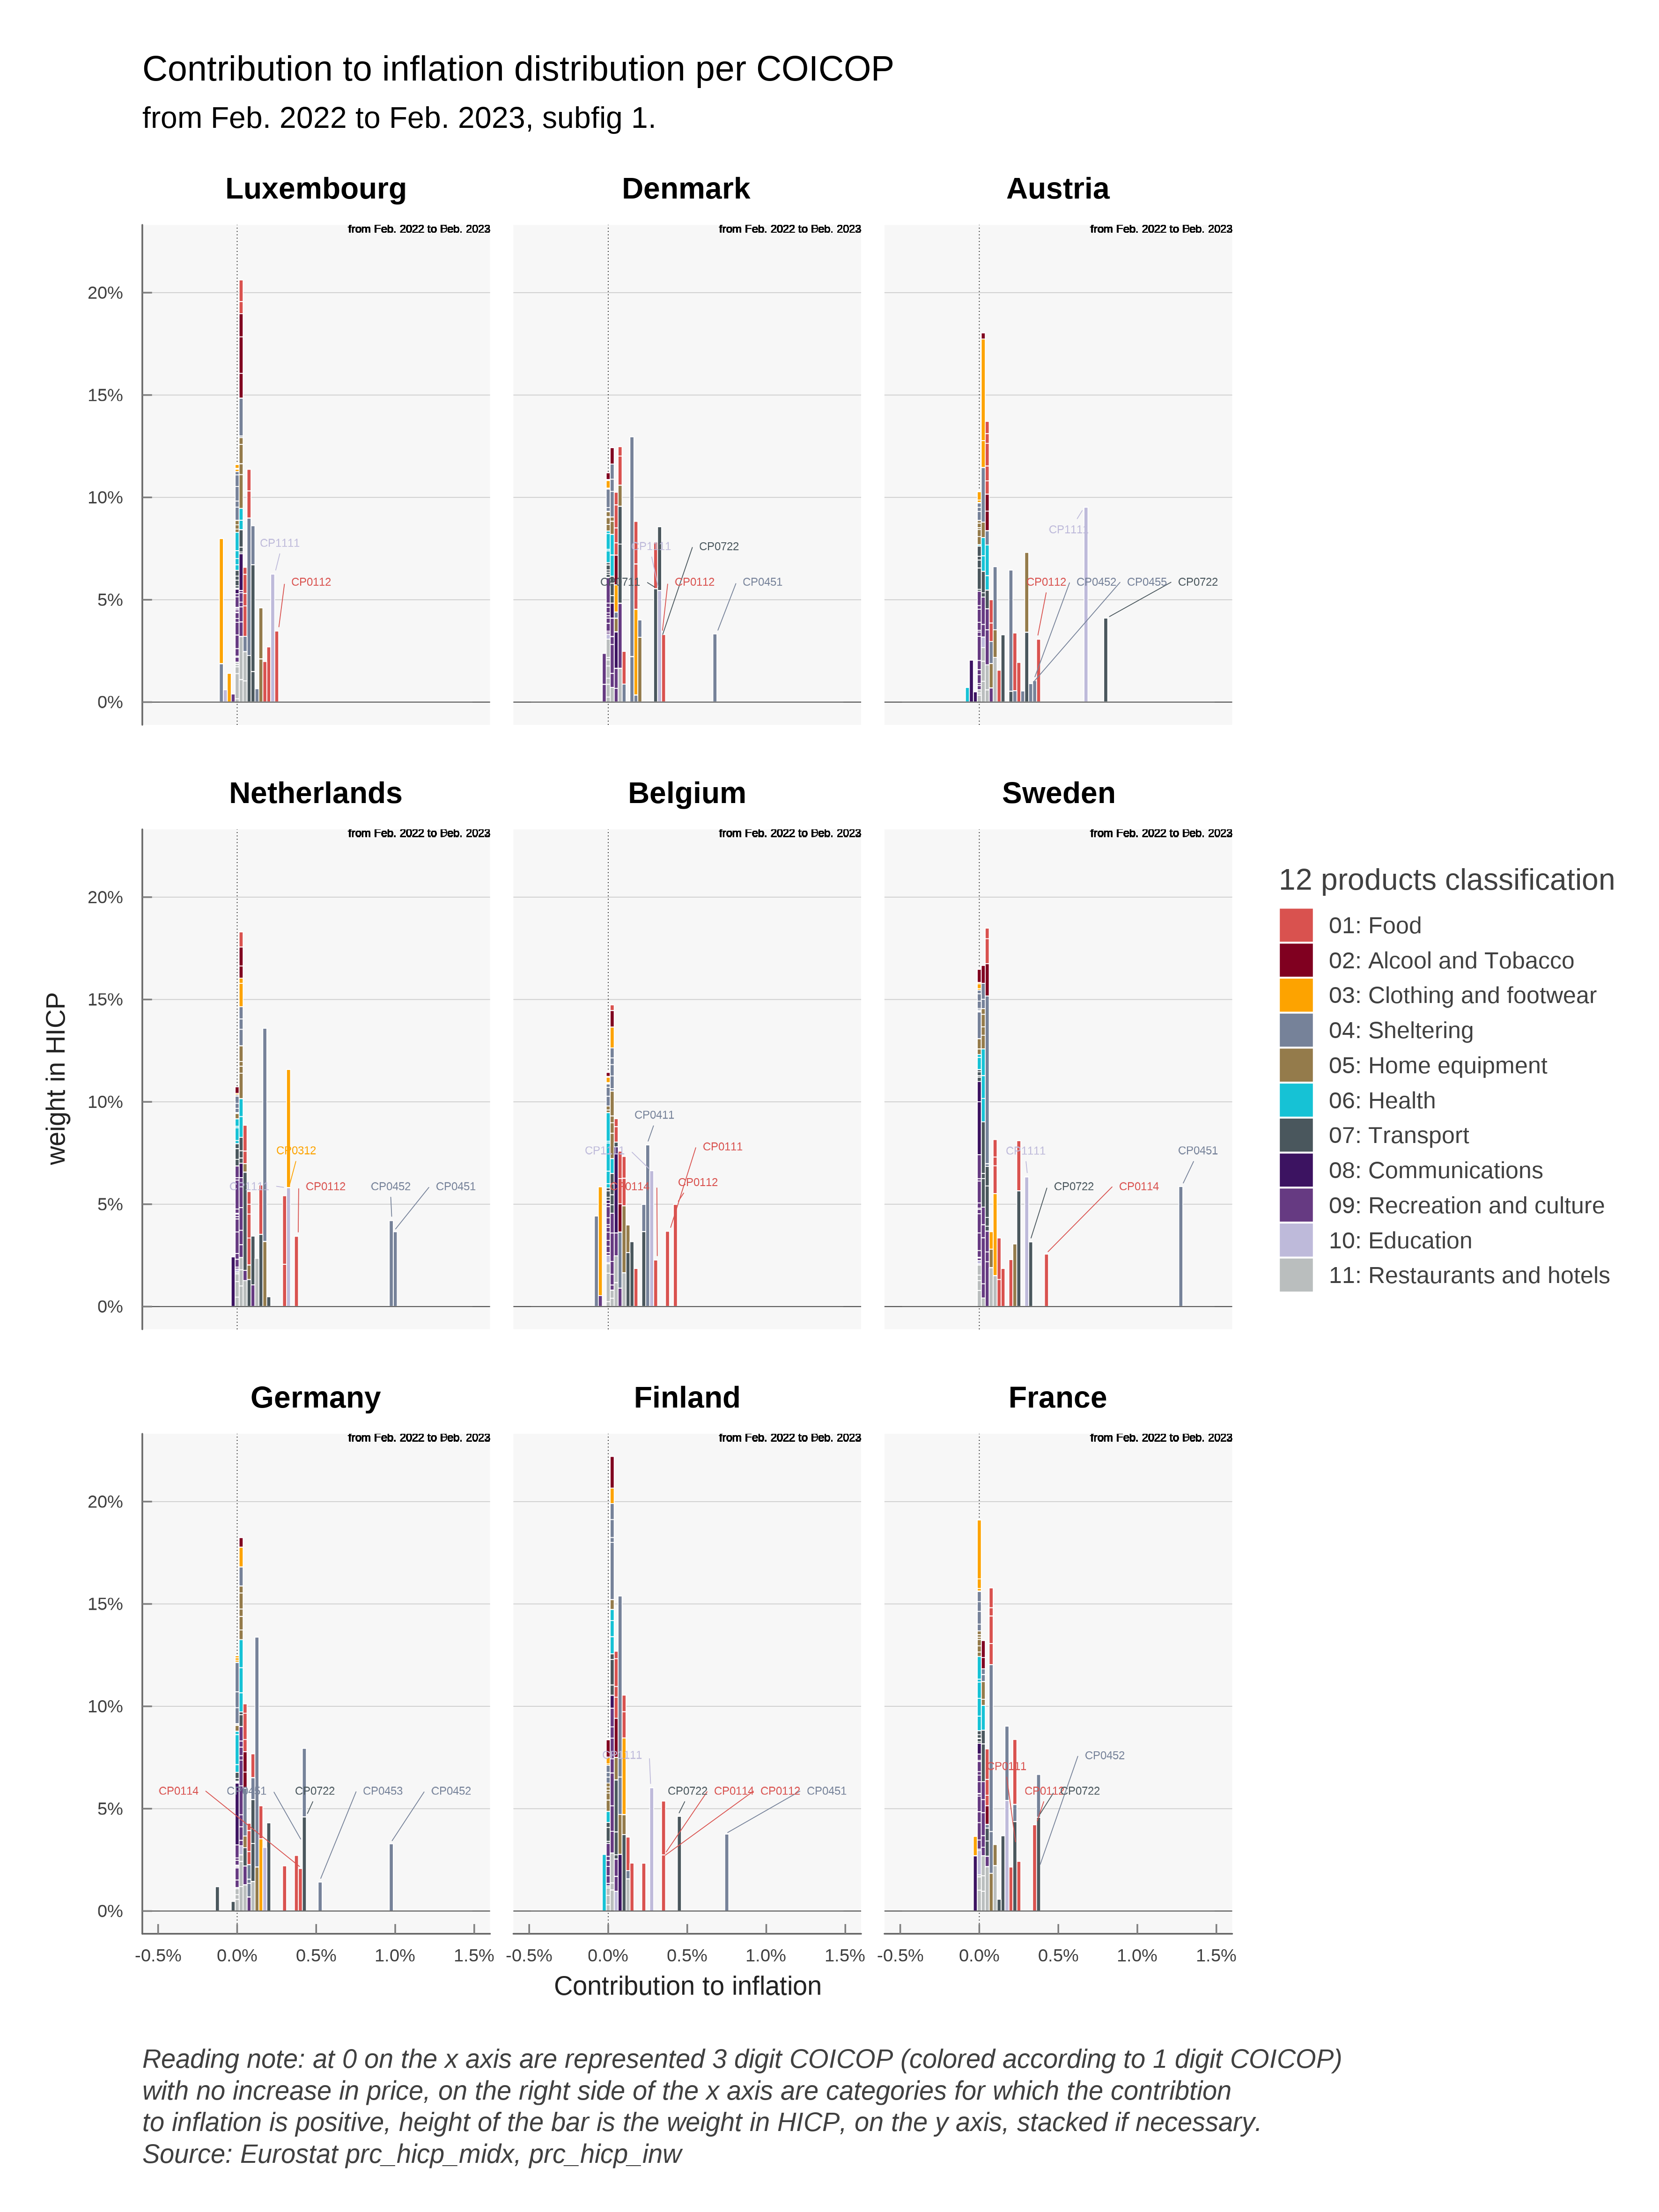 Contribution to inflation distribution per COICOP
from Feb. 2022 to Feb. 2023, subfig 1.
Luxembourg
Denmark
Austria
from Feb. 2022 to Feb. 2023
from Feb. 2022 to Feb. 2023
from Feb. 2022 to Feb. 2023
20%
15%
10%
5%
0%
CP1111
CP0112
CP1111
CP0722
CP0711
CP0112
CP0451
CP1111
CP0112
CP0452
CP0455
CP0722
Netherlands
Belgium
Sweden
from Feb. 2022 to Feb. 2023
from Feb. 2022 to Feb. 2023
from Feb. 2022 to Feb. 2023
20%
15%
10%
5%
0%
CP0312
CP1111
CP0112
CP0452
CP0451
CP0411
CP1111
CP0111
CP0114
CP0112
CP1111
CP0451
CP0722
CP0114
weight in HICP
12 products classification
01: Food
02: Alcool and Tobacco
03: Clothing and footwear
04: Sheltering
05: Home equipment
06: Health
07: Transport
08: Communications
09: Recreation and culture
10: Education
11: Restaurants and hotels
Germany
Finland
France
from Feb. 2022 to Feb. 2023
from Feb. 2022 to Feb. 2023
from Feb. 2022 to Feb. 2023
20%
15%
10%
5%
0%
CP0114
CP0451
CP0722
CP0453
CP0452
CP1111
CP0722
CP0114
CP0112
CP0451
CP0111
CP0452
CP0112
CP0722
-0.5% 0.0% 0.5% 1.0% 1.5%
-0.5% 0.0% 0.5% 1.0% 1.5%
-0.5% 0.0% 0.5% 1.0% 1.5%
Contribution to inflation
Reading note: at 0 on the x axis are represented 3 digit COICOP (colored according to 1 digit COICOP)
with no increase in price, on the right side of the x axis are categories for which the contribtion
to inflation is positive, height of the bar is the weight in HICP, on the y axis, stacked if necessary.
Source: Eurostat prc_hicp_midx, prc_hicp_inw